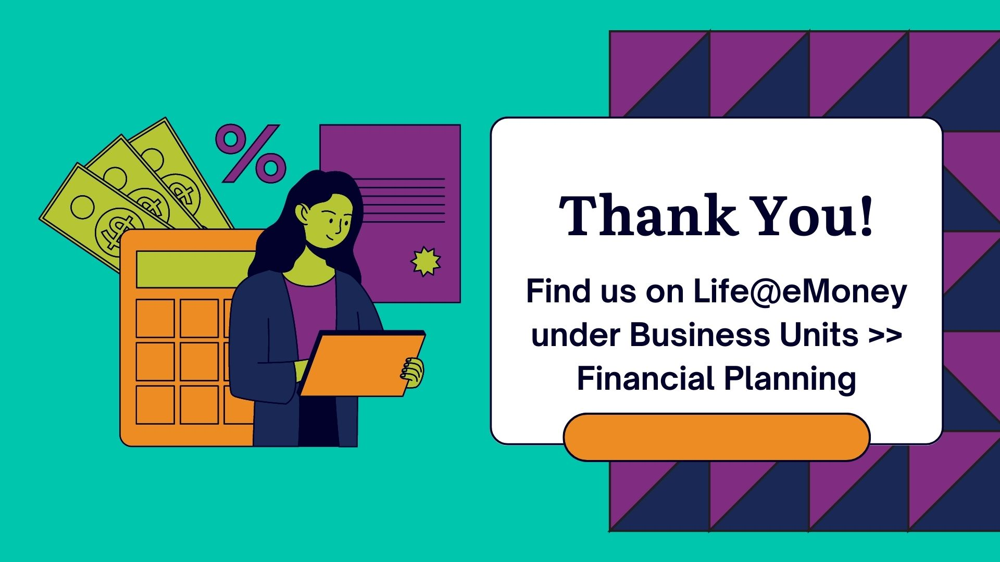 %
Thank You!
Find us on Life@eMoney
under Business Units >>
Financial Planning